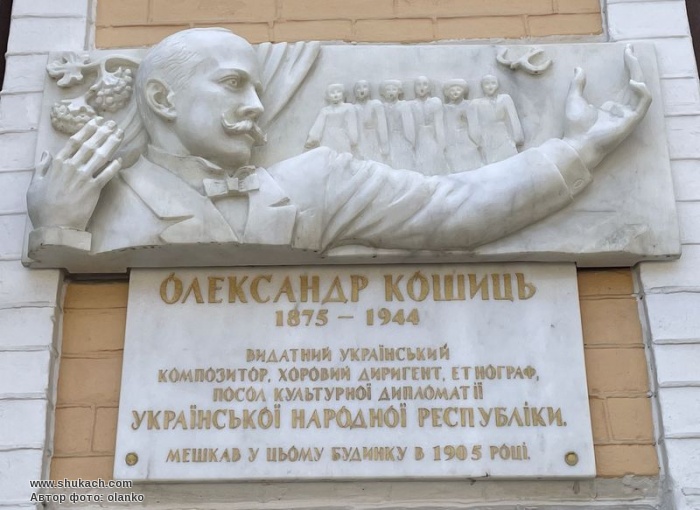 ОЛЕКСАНДР КОШИЦЬ
1875 – 1944
ВИДАТНИЙ УКРАЇНСЬКИЙ
КОМПОЗИТОР, ХОРОВИЙ ДИРИГЕНТ, ЕТНОГРАФ,
ПОСОЛ КУЛЬТУРНОЇ ДИПЛОМАТІЇ
УКРАЇНСЬКОЇ НАРОДНОЇ РЕСПУБЛІКИ.
МЕШКАВ У ЦЬОМУ БУДИНКУ В 1905 РОЦІ.
www.shukach.com
Автор фото: olanko